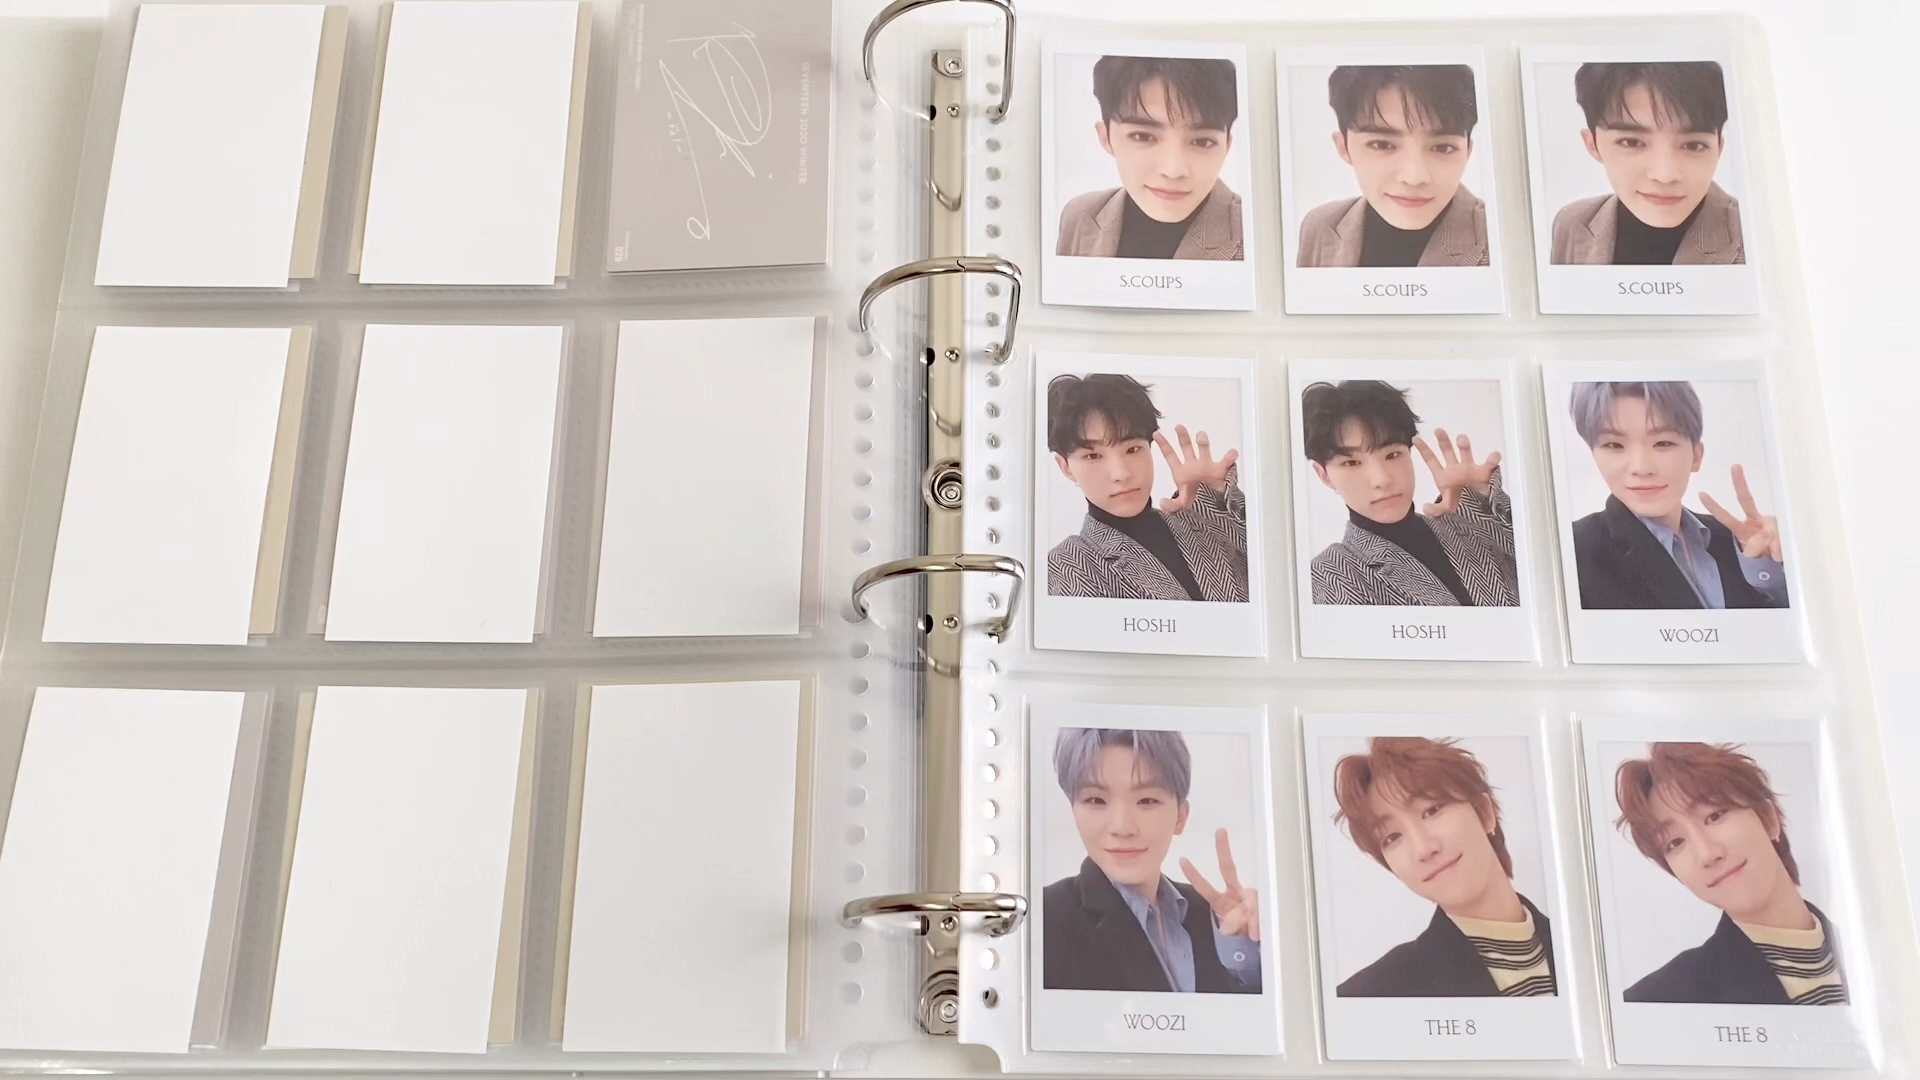 SEVENTEEN 2020 WINTER
S.COUPS
S.COUPS
S.COUPS
HOSHI
HOSHI
WOOZI
WOOZI
THE 8
THE 8